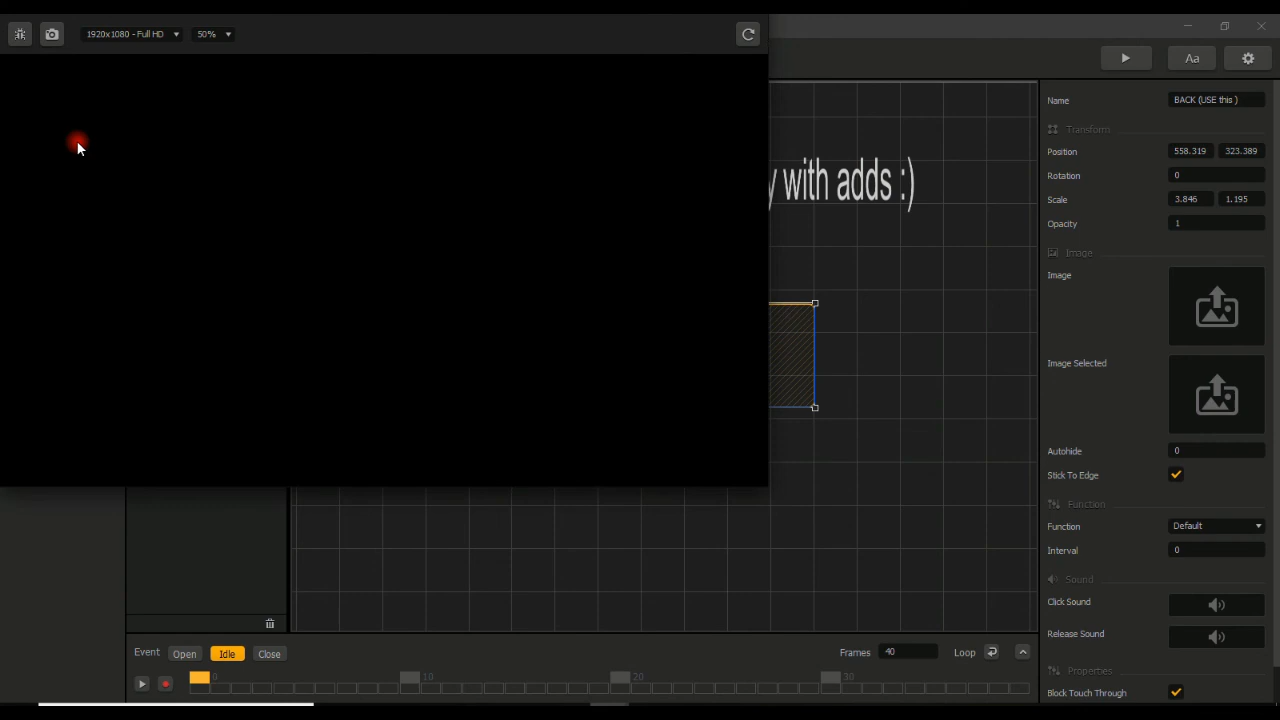 1920x1080 - Full HD
50%
Aa
y with adds :)
Name
BACK (USE this )
Transform
Position
558.319
323.389
Rotation
0
Scale
3.846
1.195
Opacity
1
Image
Image
Image Selected
Autohide
0
Stick To Edge
Function
Function
Default
Interval
0
Sound
Click Sound
Release Sound
Properties
Block Touch Through
Event
Open
Idle
Close
Frames
40
Loop
0
10
20
30